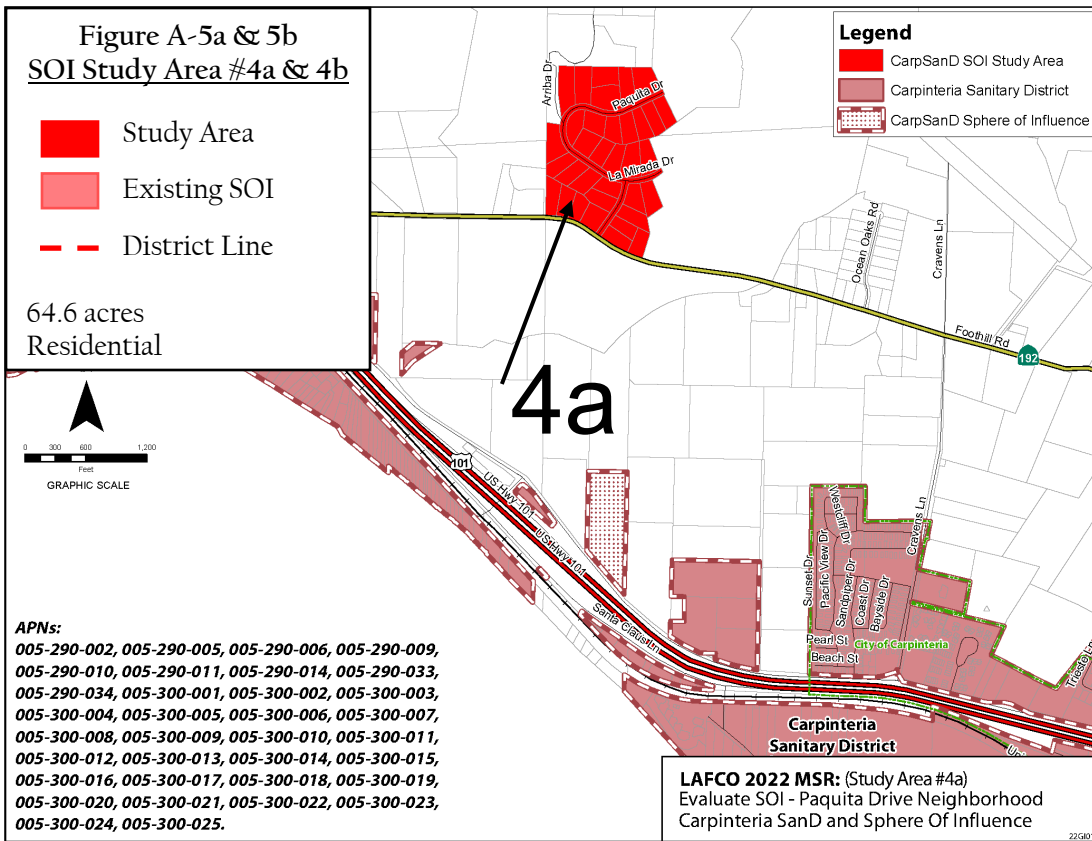 Figure A-5a & 5b
SOI Study Area #4a & 4b
Study Area
Existing SOI
District Line
64.6 acres
Residential
Legend
CarpSanD SOI Study Area
Carpinteria Sanitary District
CarpSanD Sphere of Influence
Arriba Dr
Paquita Dr
La Mirada Dr
Ocean Oaks Rd
Cravens Ln
Foothill Rd
192
4a
0 300 600 1,200
Feet
GRAPHIC SCALE
101
US Hwy 101
US Hwy 101
Santa Claus Ln
Westcliff Dr
Cravens Ln
Sunset Dr
Pacific View Dr
Sandpiper Dr
Coast Dr
Bayside Dr
Pearl St
Beach St
City of Carpinteria
Trieste Ln
Carpinteria
Sanitary District
APNs:
005-290-002, 005-290-005, 005-290-006, 005-290-009,
005-290-010, 005-290-011, 005-290-014, 005-290-033,
005-290-034, 005-300-001, 005-300-002, 005-300-003,
005-300-004, 005-300-005, 005-300-006, 005-300-007,
005-300-008, 005-300-009, 005-300-010, 005-300-011,
005-300-012, 005-300-013, 005-300-014, 005-300-015,
005-300-016, 005-300-017, 005-300-018, 005-300-019,
005-300-020, 005-300-021, 005-300-022, 005-300-023,
005-300-024, 005-300-025.
LAFCO 2022 MSR: (Study Area #4a)
Evaluate SOI - Paquita Drive Neighborhood
Carpinteria SanD and Sphere Of Influence